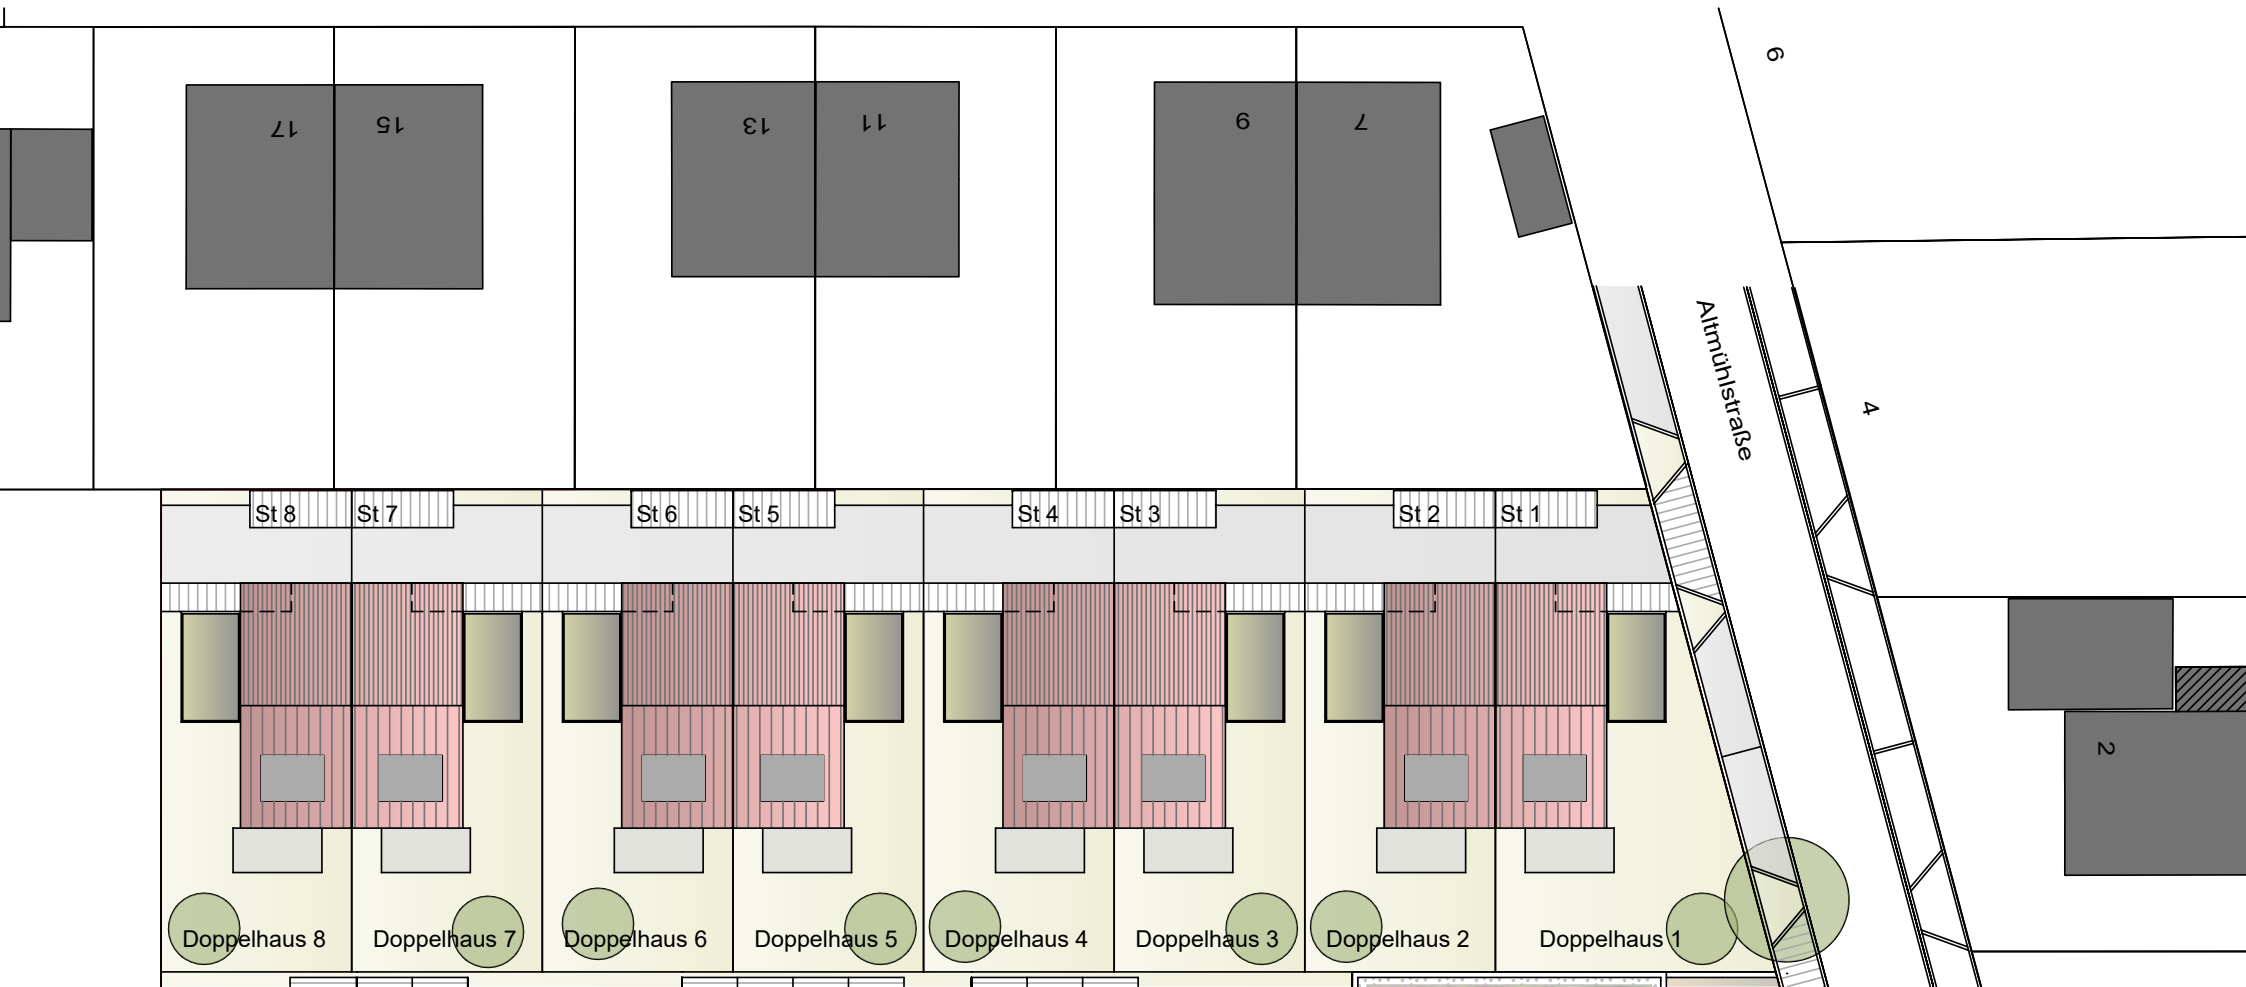 6
17
15
13
11
9
7
Altmühlstraße
4
St 8
St 7
St 6
St 5
St 4
St 3
St 2
St 1
2
Doppelhaus 8
Doppelhaus 7
Doppelhaus 6
Doppelhaus 5
Doppelhaus 4
Doppelhaus 3
Doppelhaus 2
Doppelhaus 1